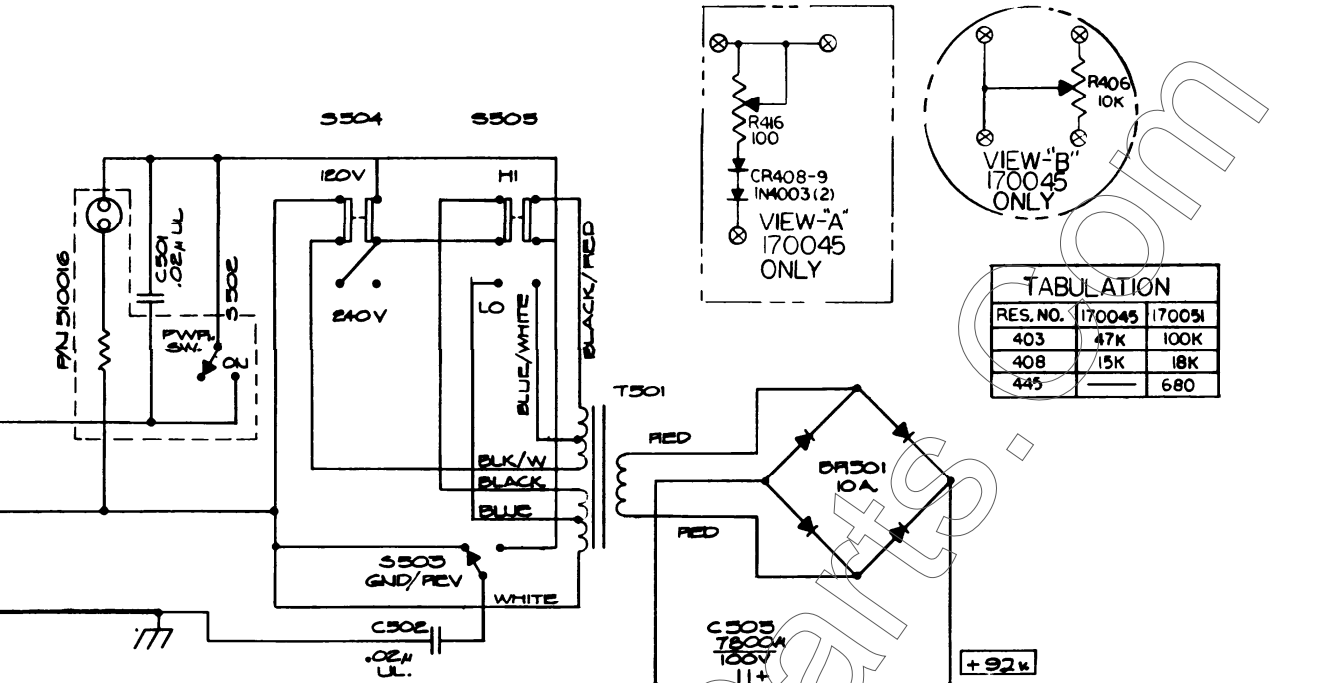 S504
S505
120V
HI
240V
LO
C501
.02µ UL
S502
P/N 510016
PWR.
SW.
ON
BLUE/WHITE
BLACK/RED
BLK/W
BLACK
BLUE
WHITE
T501
RED
RED
BR501
10A
S503
GND/REV
C502
.02µ
UL.
C505
7800µ
100V
+
+92V
R416
100
CR408-9
1N4003(2)
VIEW-"A"
170045
ONLY
R406
10K
VIEW-"B"
170045
ONLY
TABULATION
RES. NO. 170045 170051
403 47K 100K
408 15K 18K
445 — 680
arts.com